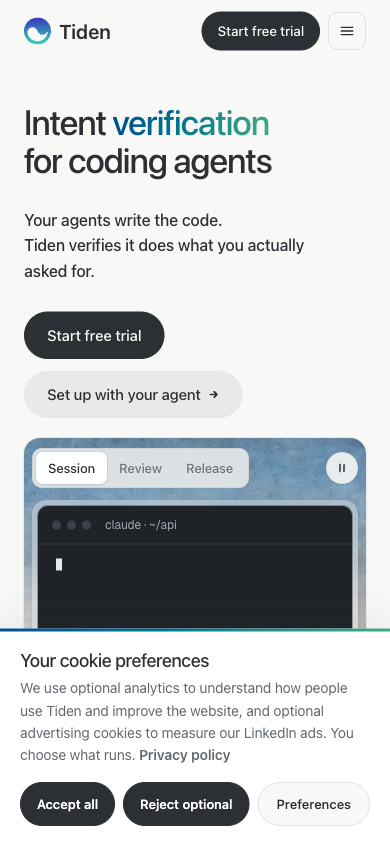 Tiden
Start free trial
Intent verification
for coding agents
Your agents write the code.
Tiden verifies it does what you actually
asked for.
Start free trial
Set up with your agent →
Session Review Release
claude · ~/api
Your cookie preferences
We use optional analytics to understand how people
use Tiden and improve the website, and optional
advertising cookies to measure our LinkedIn ads. You
choose what runs. Privacy policy
Accept all Reject optional Preferences